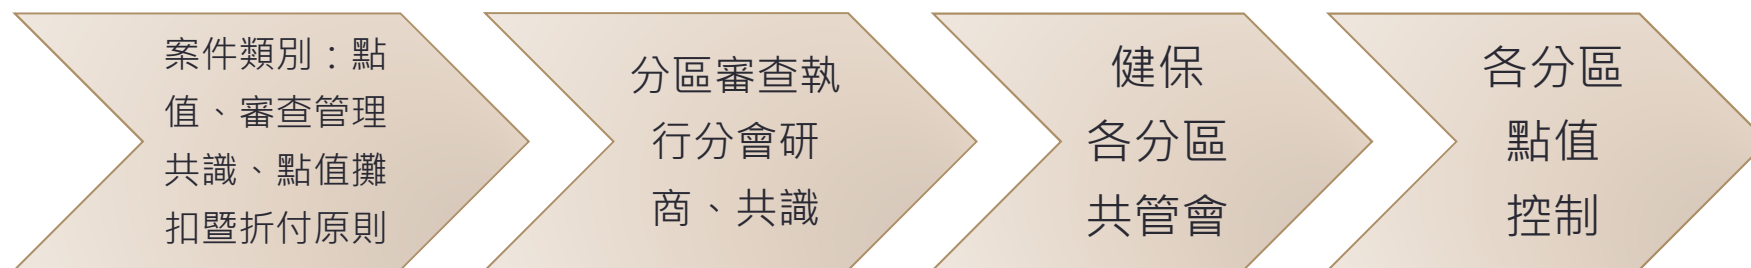 案件類別：點
值、審查管理
共識、點值攤
扣暨折付原則
分區審查執
行分會研
商、共識
健保
各分區
共管會
各分區
點值
控制